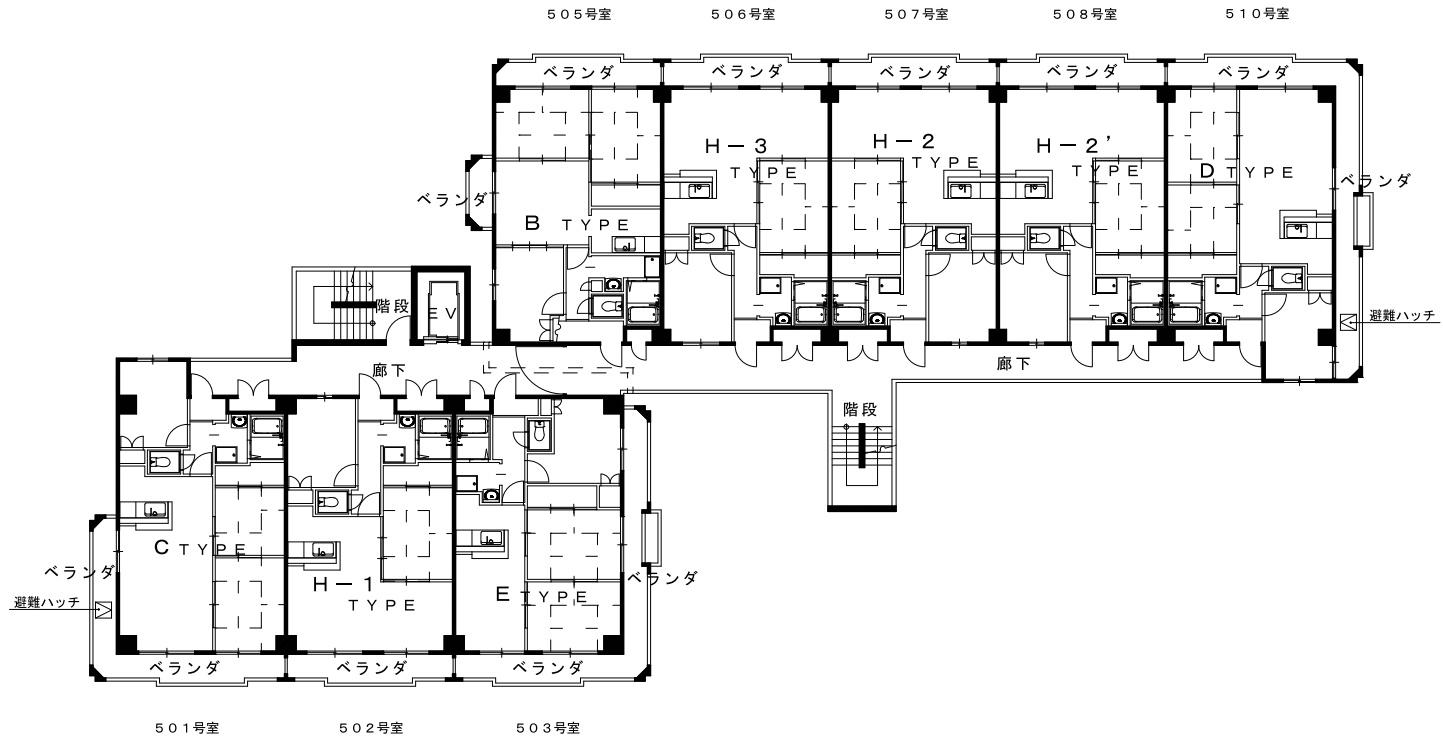 ５０５号室
５０６号室
５０７号室
５０８号室
５１０号室
ベランダ
ベランダ
ベランダ
ベランダ
ベランダ
Ｈ－３
ＴＹＰＥ
Ｈ－２
ＴＹＰＥ
Ｈ－２’
ＴＹＰＥ
Ｄ ＴＹＰＥ
ベランダ
ベランダ
Ｂ ＴＹＰＥ
階段
ＥＶ
避難ハッチ
廊下
廊下
階段
Ｃ ＴＹＰＥ
ベランダ
Ｈ－１
ＴＹＰＥ
Ｅ ＴＹＰＥ
ベランダ
避難ハッチ
ベランダ
ベランダ
ベランダ
５０１号室
５０２号室
５０３号室